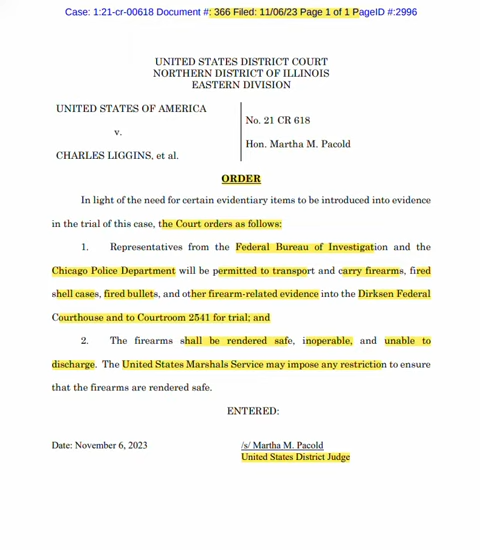 Case: 1:21-cr-00618 Document #: 366 Filed: 11/06/23 Page 1 of 1 PageID #:2996
UNITED STATES DISTRICT COURT
NORTHERN DISTRICT OF ILLINOIS
EASTERN DIVISION
UNITED STATES OF AMERICA
v.
CHARLES LIGGINS, et al.
No. 21 CR 618
Hon. Martha M. Pacold
ORDER
In light of the need for certain evidentiary items to be introduced into evidence
in the trial of this case, the Court orders as follows:
1. Representatives from the Federal Bureau of Investigation and the
Chicago Police Department will be permitted to transport and carry firearms, fired
shell cases, fired bullets, and other firearm-related evidence into the Dirksen Federal
Courthouse and to Courtroom 2541 for trial; and
2. The firearms shall be rendered safe, inoperable, and unable to
discharge. The United States Marshals Service may impose any restriction to ensure
that the firearms are rendered safe.
ENTERED:
Date: November 6, 2023
/s/ Martha M. Pacold
United States District Judge